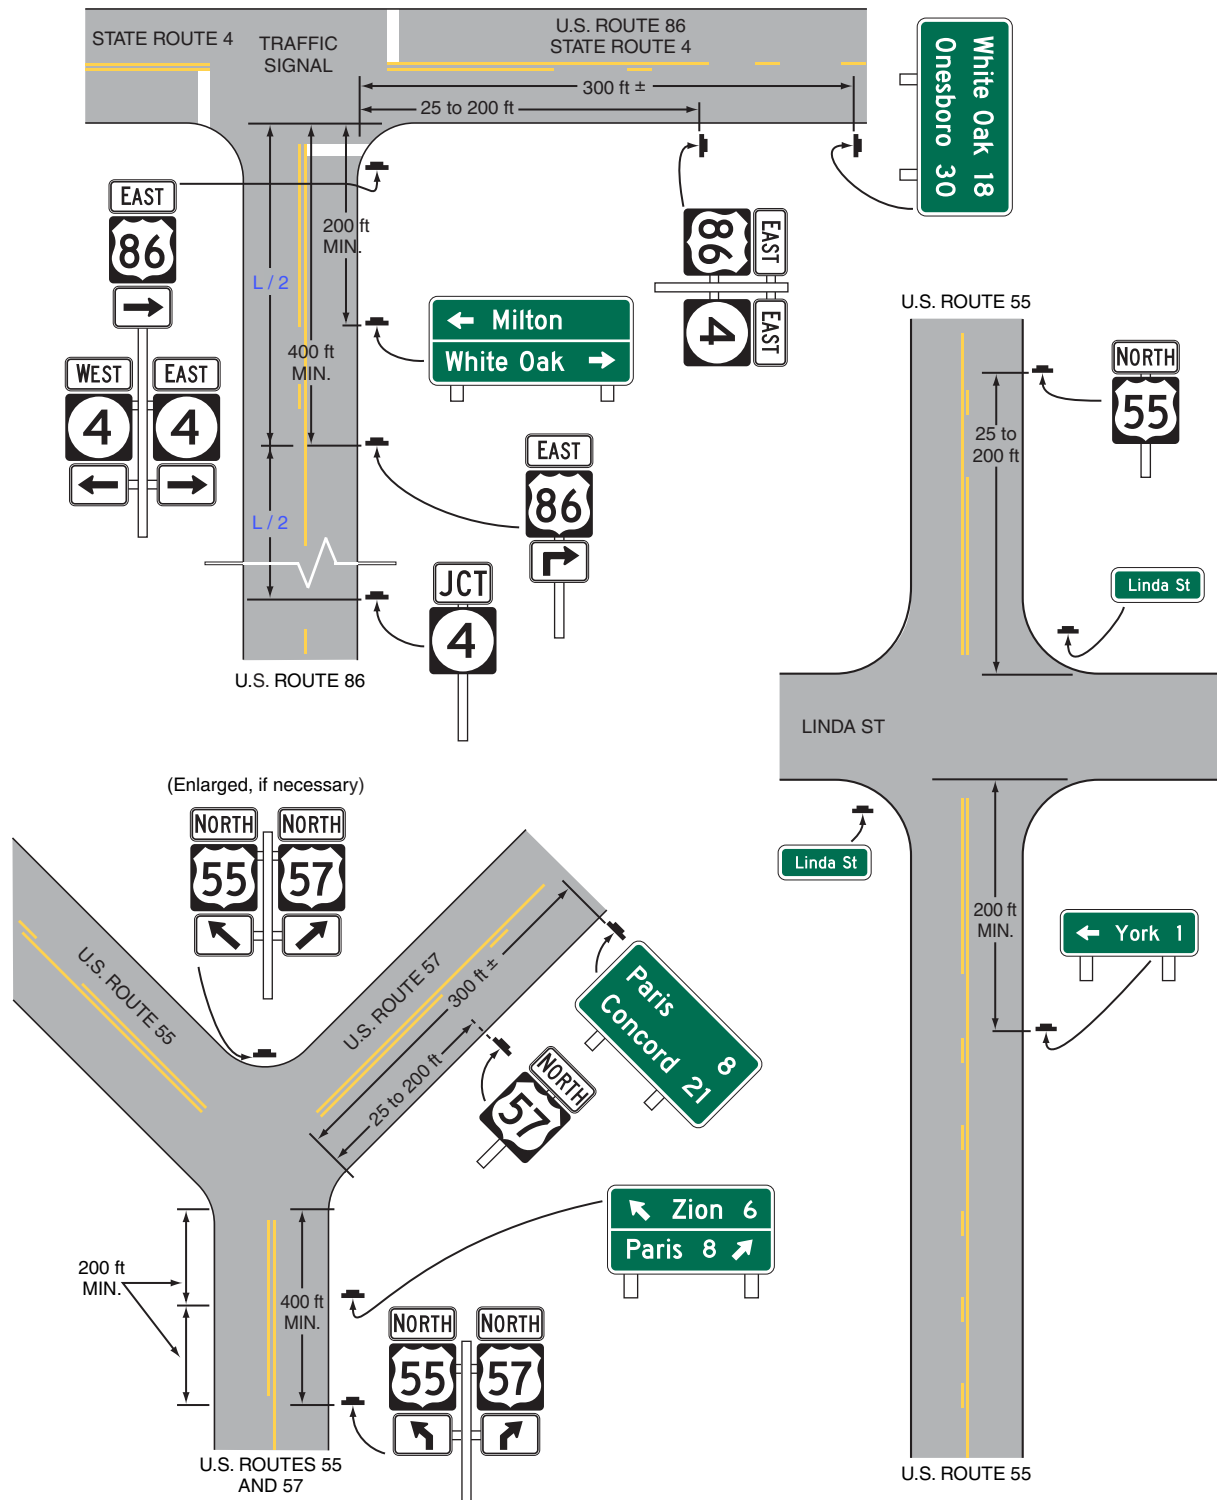 STATE ROUTE 4
TRAFFIC
SIGNAL
U.S. ROUTE 86
STATE ROUTE 4
300 ft ±
25 to 200 ft
White Oak 18
Onesboro 30
EAST
86
WEST
EAST
4
4
L / 2
200 ft
MIN.
400 ft
MIN.
L / 2
Milton
White Oak
EAST
86
EAST
4
EAST
86
JCT
4
U.S. ROUTE 86
U.S. ROUTE 55
NORTH
55
25 to
200 ft
Linda St
LINDA ST
Linda St
200 ft
MIN.
York 1
U.S. ROUTE 55
(Enlarged, if necessary)
NORTH
NORTH
55
57
U.S. ROUTE 55
U.S. ROUTE 57
300 ft ±
25 to 200 ft
Paris 8
Concord 21
NORTH
57
Zion 6
Paris 8
200 ft
MIN.
400 ft
MIN.
NORTH
NORTH
55
57
U.S. ROUTES 55
AND 57